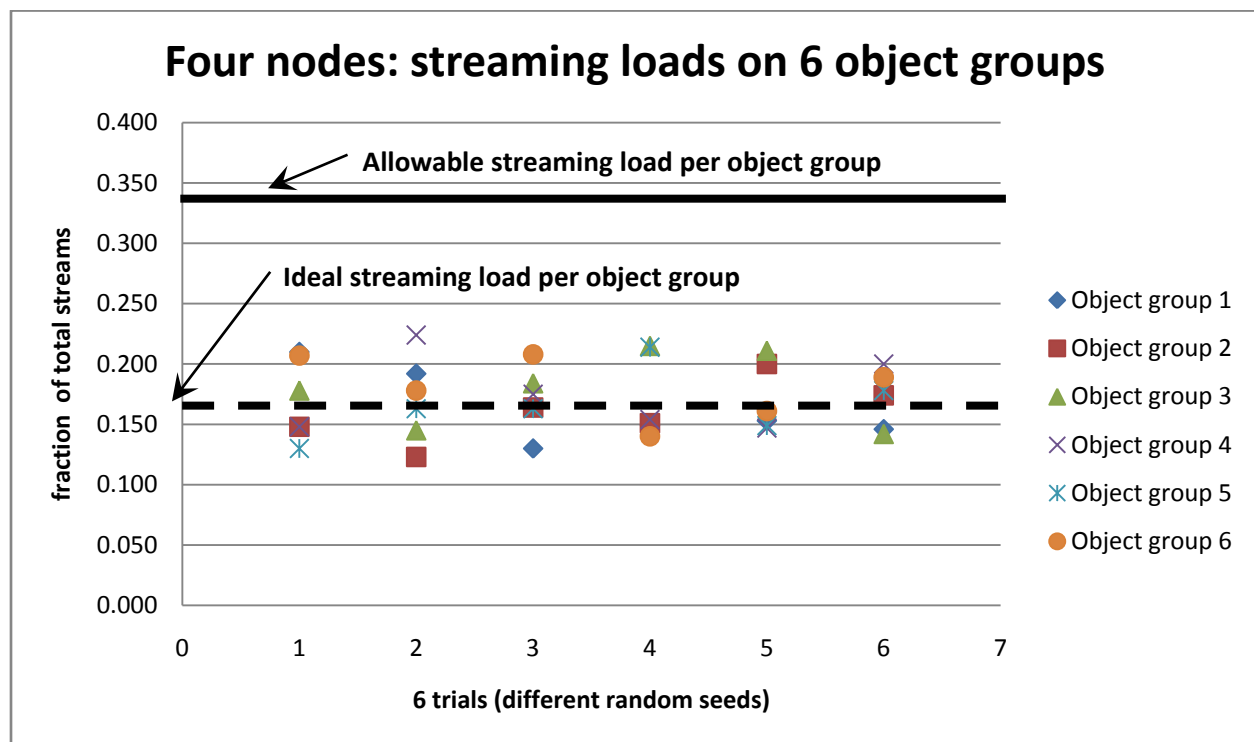 Four nodes: streaming loads on 6 object groups
0.400
0.350
0.300
0.250
0.200
0.150
0.100
0.050
0.000
fraction of total streams
Allowable streaming load per object group
Ideal streaming load per object group
0 1 2 3 4 5 6 7
6 trials (different random seeds)
Object group 1
Object group 2
Object group 3
Object group 4
Object group 5
Object group 6